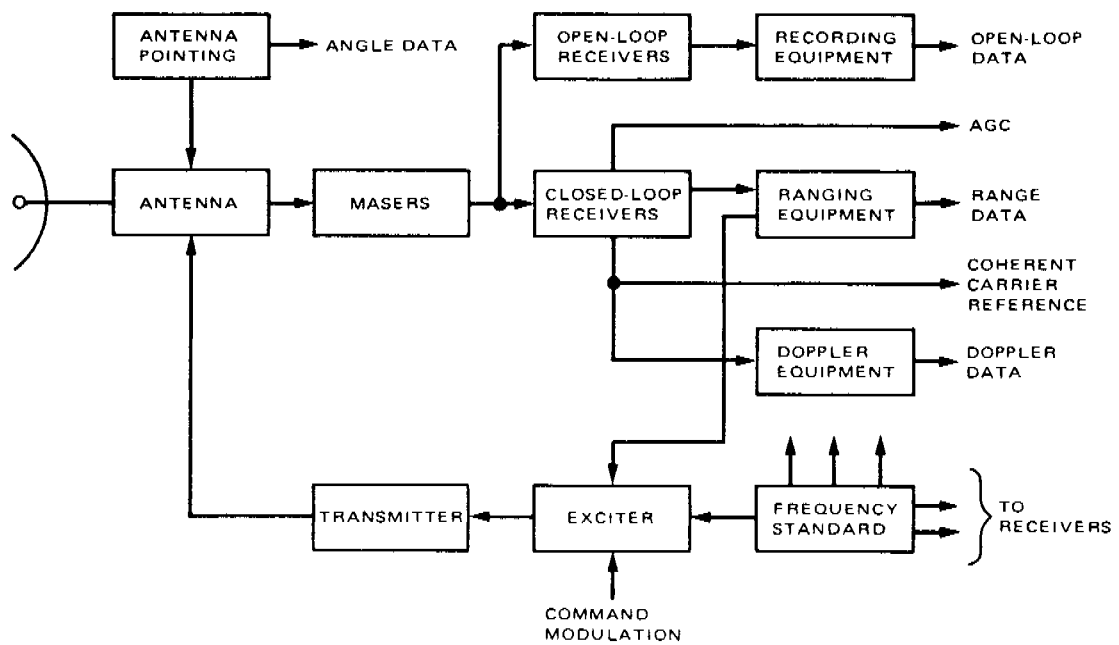 ANTENNA
POINTING
ANGLE DATA
OPEN-LOOP
RECEIVERS
RECORDING
EQUIPMENT
OPEN-LOOP
DATA
AGC
ANTENNA
MASERS
CLOSED-LOOP
RECEIVERS
RANGING
EQUIPMENT
RANGE
DATA
COHERENT
CARRIER
REFERENCE
DOPPLER
EQUIPMENT
DOPPLER
DATA
TRANSMITTER
EXCITER
FREQUENCY
STANDARD
TO
RECEIVERS
COMMAND
MODULATION